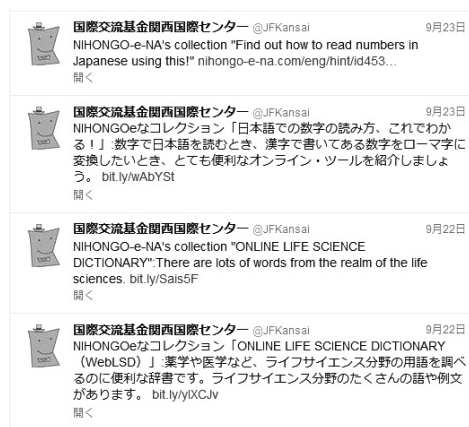 国際交流基金関西国際センター @JFKansai 9月23日
NIHONGO-e-NA's collection "Find out how to read numbers in
Japanese using this!" nihongo-e-na.com/eng/hint/id453…
開く
国際交流基金関西国際センター @JFKansai 9月23日
NIHONGOeなコレクション「日本語での数字の読み方、これでわか
る！」:数字で日本語を読むとき、漢字で書いてある数字をローマ字に
変換したいとき、とても便利なオンライン・ツールを紹介しましょ
う。 bit.ly/wAbYSt
開く
国際交流基金関西国際センター @JFKansai 9月22日
NIHONGO-e-NA's collection "ONLINE LIFE SCIENCE
DICTIONARY":There are lots of words from the realm of the life
sciences. bit.ly/Sais5F
開く
国際交流基金関西国際センター @JFKansai 9月22日
NIHONGOeなコレクション「ONLINE LIFE SCIENCE DICTIONARY
（WebLSD）」:薬学や医学など、ライフサイエンス分野の用語を調べ
るのに便利な辞書です。ライフサイエンス分野のたくさんの語や例文
があります。 bit.ly/ylXCJv
開く